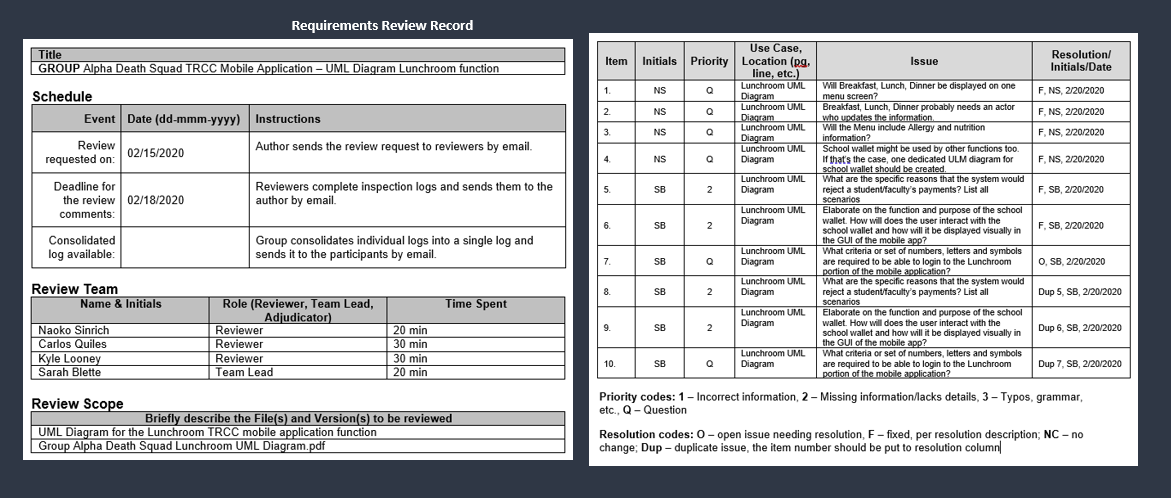 Requirements Review Record
Title
GROUP Alpha Death Squad TRCC Mobile Application – UML Diagram Lunchroom function
Schedule
Event Date (dd-mmm-yyyy) Instructions
Review requested on: 02/15/2020 Author sends the review request to reviewers by email.
Deadline for the review comments: 02/18/2020 Reviewers complete inspection logs and sends them to the author by email.
Consolidated log available: Group consolidates individual logs into a single log and sends it to the participants by email.
Review Team
Name & Initials Role (Reviewer, Team Lead, Adjudicator) Time Spent
Naoko Sinrich Reviewer 20 min
Carlos Quiles Reviewer 30 min
Kyle Looney Reviewer 30 min
Sarah Blette Team Lead 20 min
Review Scope
Briefly describe the File(s) and Version(s) to be reviewed
UML Diagram for the Lunchroom TRCC mobile application function
Group Alpha Death Squad Lunchroom UML Diagram.pdf
Item Initials Priority Use Case, Location (pg, line, etc.) Issue Resolution/ Initials/Date
1. NS Q Lunchroom UML Diagram Will Breakfast, Lunch, Dinner be displayed on one menu screen? F, NS, 2/20/2020
2. NS Q Lunchroom UML Diagram Breakfast, Lunch, Dinner probably needs an actor who updates the information. F, NS, 2/20/2020
3. NS Q Lunchroom UML Diagram Will the Menu include Allergy and nutrition information? F, NS, 2/20/2020
4. NS Q Lunchroom UML Diagram School wallet might be used by other functions too. If that's the case, one dedicated ULM diagram for school wallet should be created. F, NS, 2/20/2020
5. SB 2 Lunchroom UML Diagram What are the specific reasons that the system would reject a student/faculty's payments? List all scenarios F, SB, 2/20/2020
6. SB 2 Lunchroom UML Diagram Elaborate on the function and purpose of the school wallet. How will does the user interact with the school wallet and how will it be displayed visually in the GUI of the mobile app? F, SB, 2/20/2020
7. SB Q Lunchroom UML Diagram What criteria or set of numbers, letters and symbols are required to be able to login to the Lunchroom portion of the mobile application? O, SB, 2/20/2020
8. SB 2 Lunchroom UML Diagram What are the specific reasons that the system would reject a student/faculty's payments? List all scenarios Dup 5, SB, 2/20/2020
9. SB 2 Lunchroom UML Diagram Elaborate on the function and purpose of the school wallet. How will does the user interact with the school wallet and how will it be displayed visually in the GUI of the mobile app? Dup 6, SB, 2/20/2020
10. SB Q Lunchroom UML Diagram What criteria or set of numbers, letters and symbols are required to be able to login to the Lunchroom portion of the mobile application? Dup 7, SB, 2/20/2020
Priority codes: 1 – Incorrect information, 2 – Missing information/lacks details, 3 – Typos, grammar,
etc., Q – Question
Resolution codes: O – open issue needing resolution, F – fixed, per resolution description; NC – no
change; Dup – duplicate issue, the item number should be put to resolution column